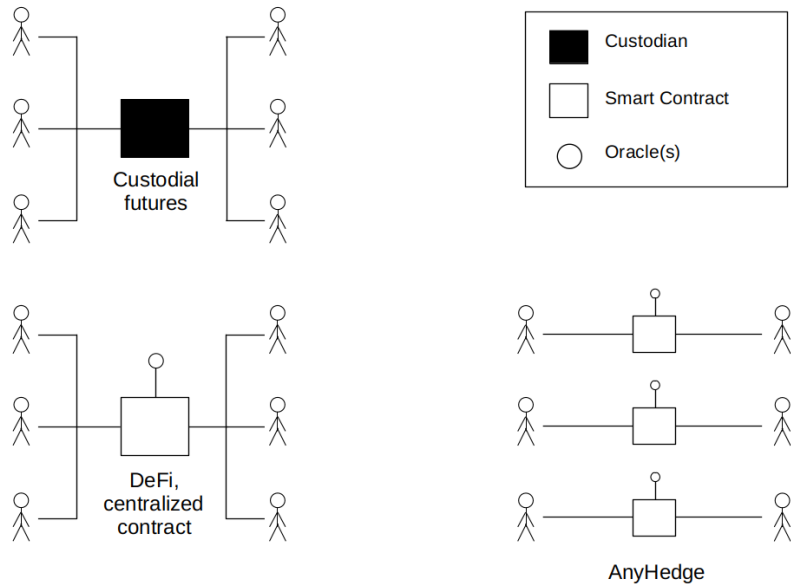 Custodian
Smart Contract
Oracle(s)
Custodial
futures
DeFi,
centralized
contract
AnyHedge